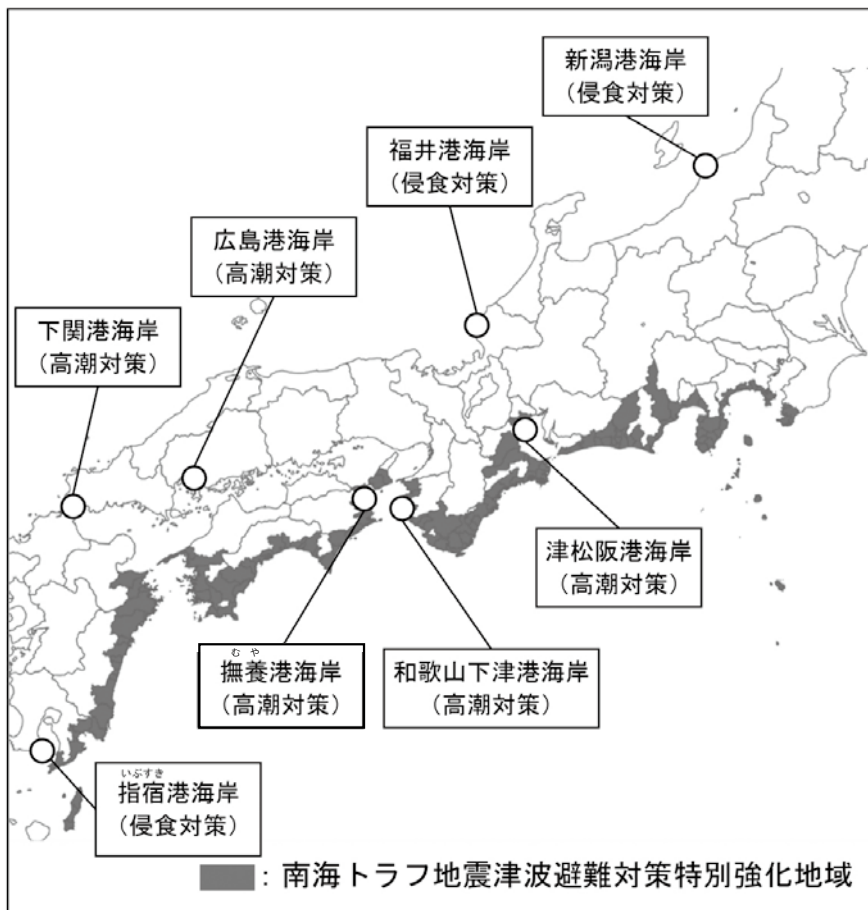 新潟港海岸
（侵食対策）
福井港海岸
（侵食対策）
広島港海岸
（高潮対策）
下関港海岸
（高潮対策）
津松阪港海岸
（高潮対策）
むや
撫養港海岸
（高潮対策）
和歌山下津港海岸
（高潮対策）
いぶすき
指宿港海岸
（侵食対策）
：南海トラフ地震津波避難対策特別強化地域